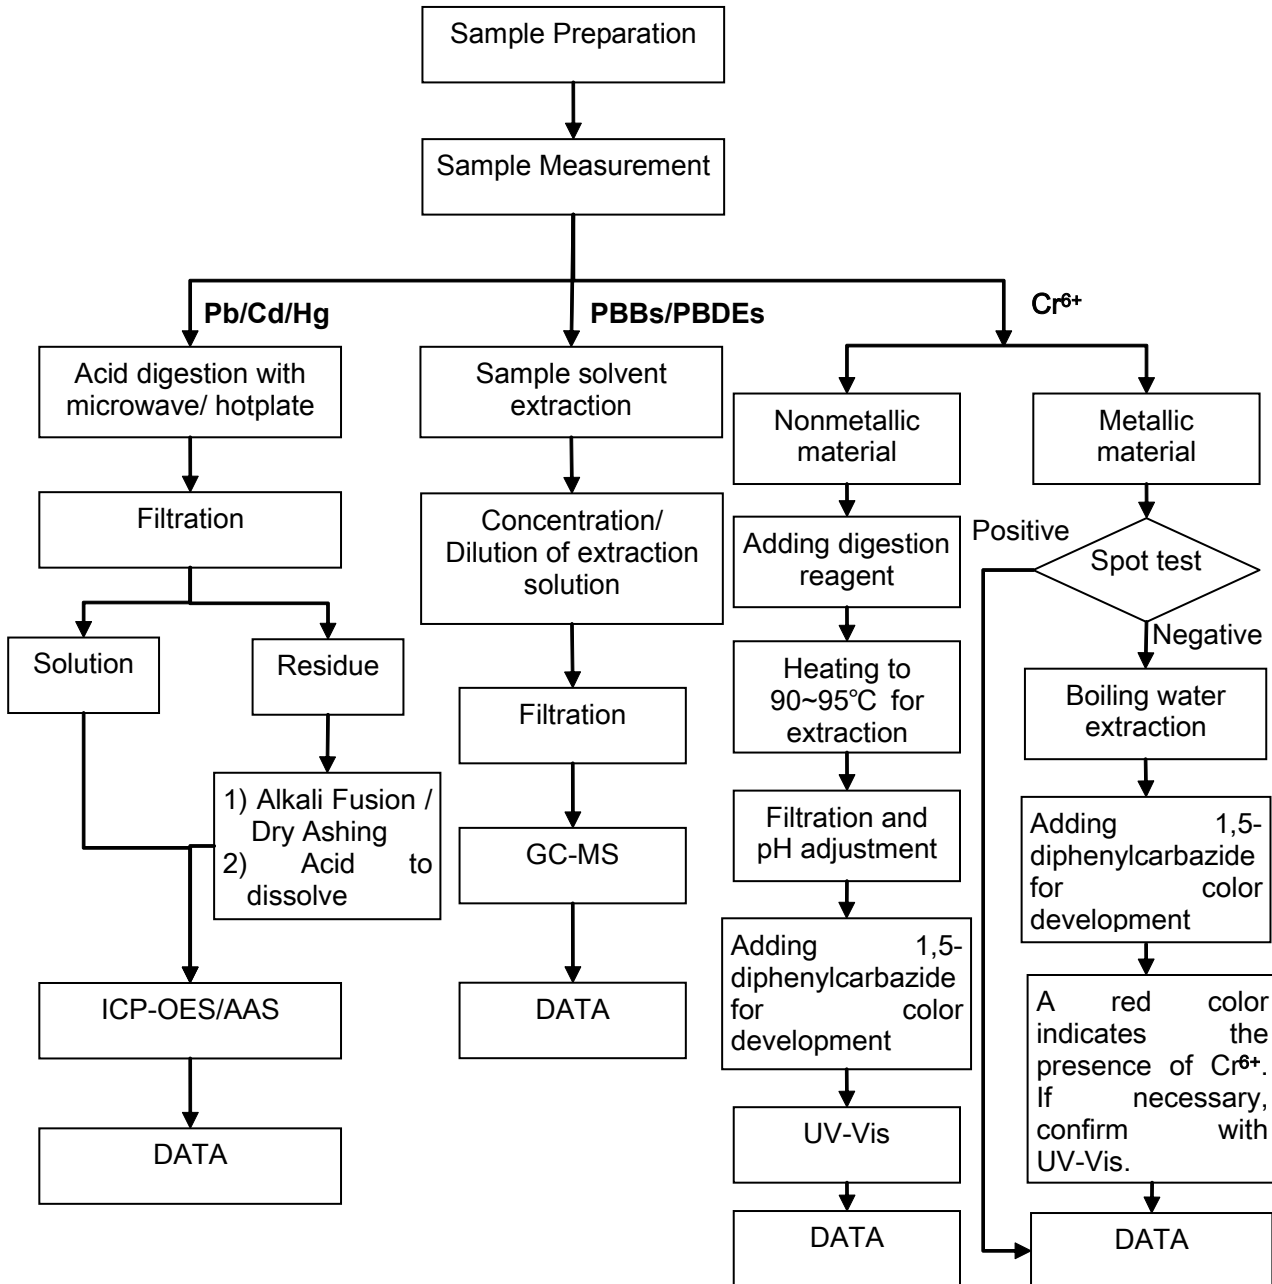 Sample Preparation
Sample Measurement
Pb/Cd/Hg
Acid digestion with
microwave/ hotplate
Filtration
Solution
Residue
1) Alkali Fusion /
Dry Ashing
2) Acid to
dissolve
ICP-OES/AAS
DATA
PBBs/PBDEs
Sample solvent
extraction
Concentration/
Dilution of extraction
solution
Filtration
GC-MS
DATA
Cr⁶⁺
Nonmetallic
material
Adding digestion
reagent
Heating to
90~95℃ for
extraction
Filtration and
pH adjustment
Adding 1,5-
diphenylcarbazide
for color
development
UV-Vis
DATA
Metallic
material
Spot test
Positive
Negative
Boiling water
extraction
Adding 1,5-
diphenylcarbazide
for color
development
A red color
indicates the
presence of Cr⁶⁺.
If necessary,
confirm with
UV-Vis.
DATA